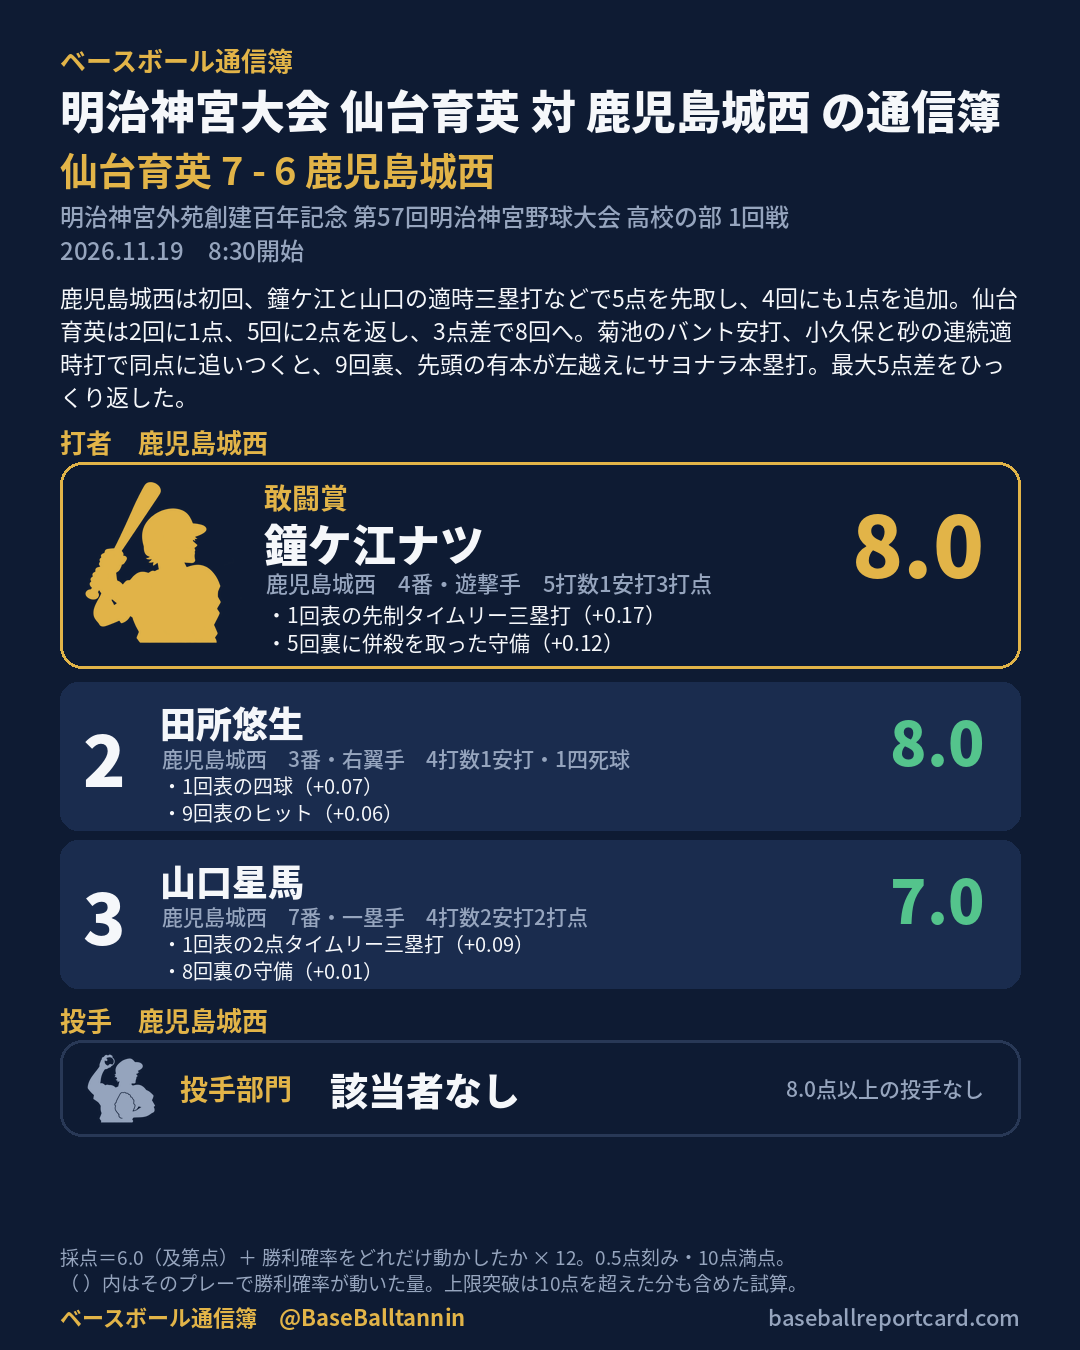 ベースボール通信簿
明治神宮大会 仙台育英 対 鹿児島城西 の通信簿
仙台育英 7 - 6 鹿児島城西
明治神宮外苑創建百年記念 第57回明治神宮野球大会 高校の部 1回戦
2026.11.19　8:30開始
鹿児島城西は初回、鐘ケ江と山口の適時三塁打などで5点を先取し、4回にも1点を追加。仙台
育英は2回に1点、5回に2点を返し、3点差で8回へ。菊池のバント安打、小久保と砂の連続適
時打で同点に追いつくと、9回裏、先頭の有本が左越えにサヨナラ本塁打。最大5点差をひっ
くり返した。
打者　鹿児島城西
敢闘賞
鐘ケ江ナツ
鹿児島城西　4番・遊撃手　5打数1安打3打点
・1回表の先制タイムリー三塁打（+0.17）
・5回裏に併殺を取った守備（+0.12）
8.0
2
田所悠生
鹿児島城西　3番・右翼手　4打数1安打・1四死球
・1回表の四球（+0.07）
・9回表のヒット（+0.06）
8.0
3
山口星馬
鹿児島城西　7番・一塁手　4打数2安打2打点
・1回表の2点タイムリー三塁打（+0.09）
・8回裏の守備（+0.01）
7.0
投手　鹿児島城西
投手部門　該当者なし　8.0点以上の投手なし
採点＝6.0（及第点）＋ 勝利確率をどれだけ動かしたか × 12。0.5点刻み・10点満点。
（ ）内はそのプレーで勝利確率が動いた量。上限突破は10点を超えた分も含めた試算。
ベースボール通信簿　@BaseBalltannin
baseballreportcard.com